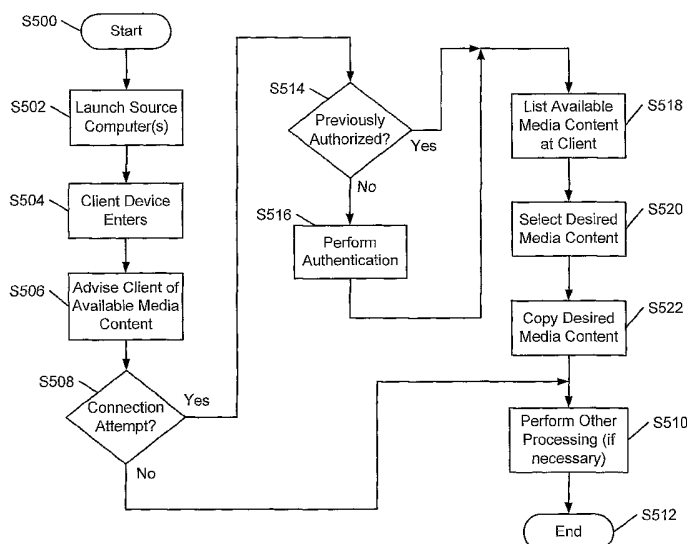 S500
Start
S502
Launch Source
Computer(s)
S504
Client Device
Enters
S506
Advise Client of
Available Media
Content
S508
Connection
Attempt?
Yes
No
S514
Previously
Authorized?
Yes
No
S516
Perform
Authentication
List Available
Media Content
at Client
S518
Select Desired
Media Content
S520
Copy Desired
Media Content
S522
Perform Other
Processing (if
necessary)
S510
End
S512